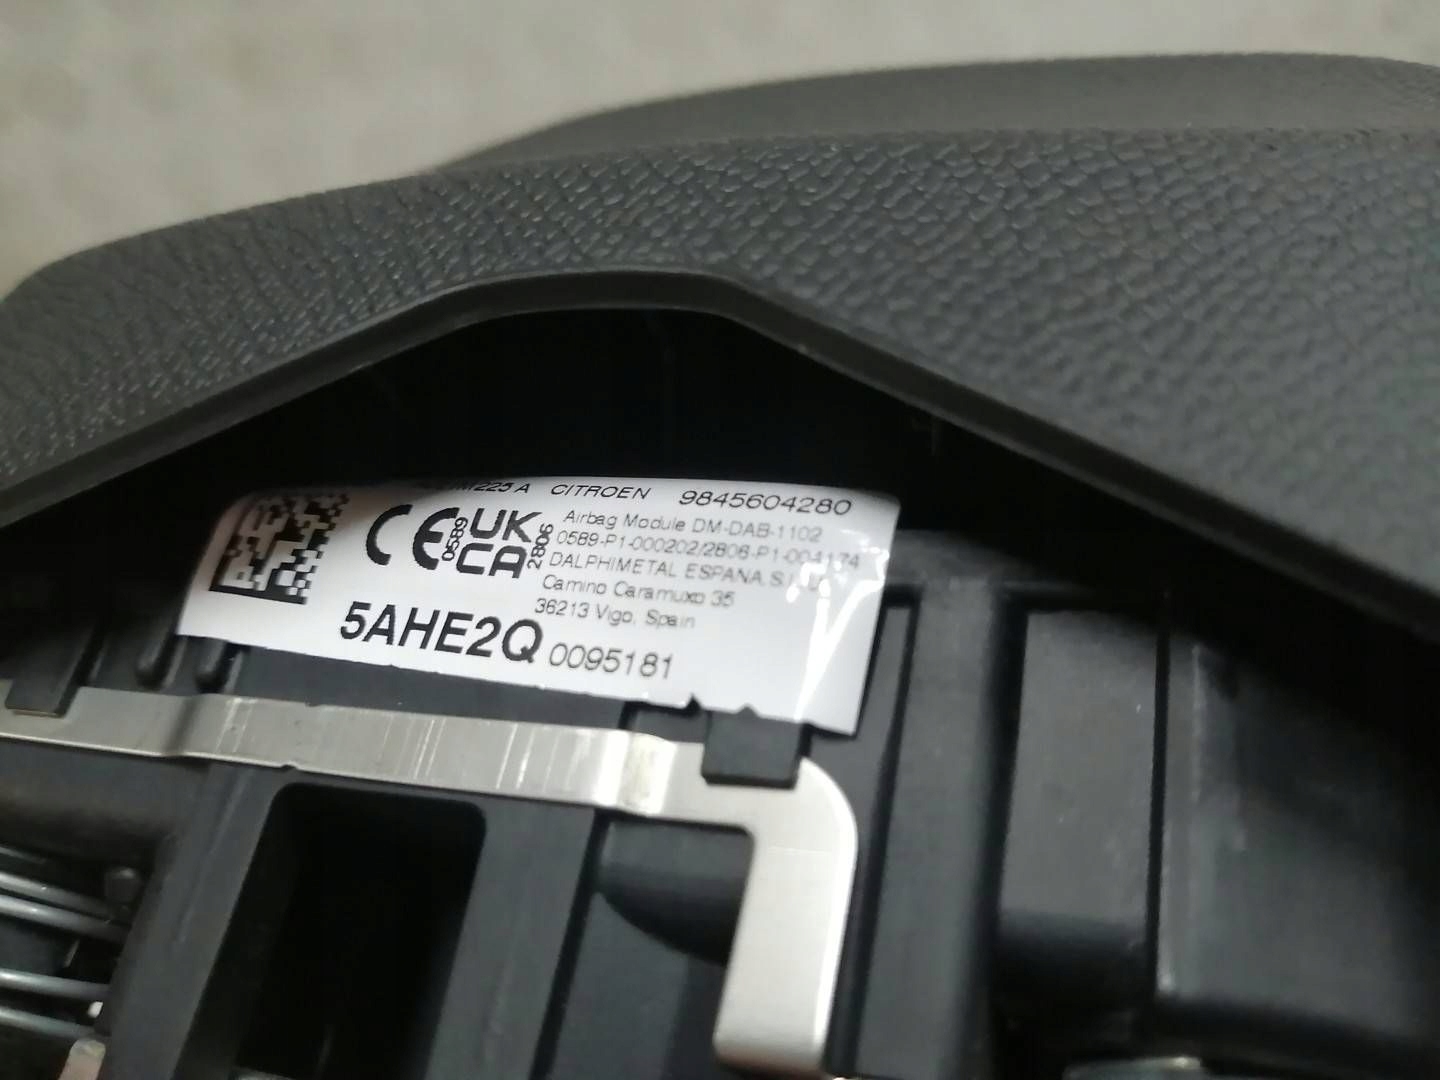 M225 A CITROEN 9845604280
CE 0589 UK CA 2806
Airbag Module DM-DAB-1102
0589-P1-000202/2806-P1-004174
DALPHIMETAL ESPANA, S.
Camino Caramuxo 35
36213 Vigo, Spain
5AHE2Q 0095181